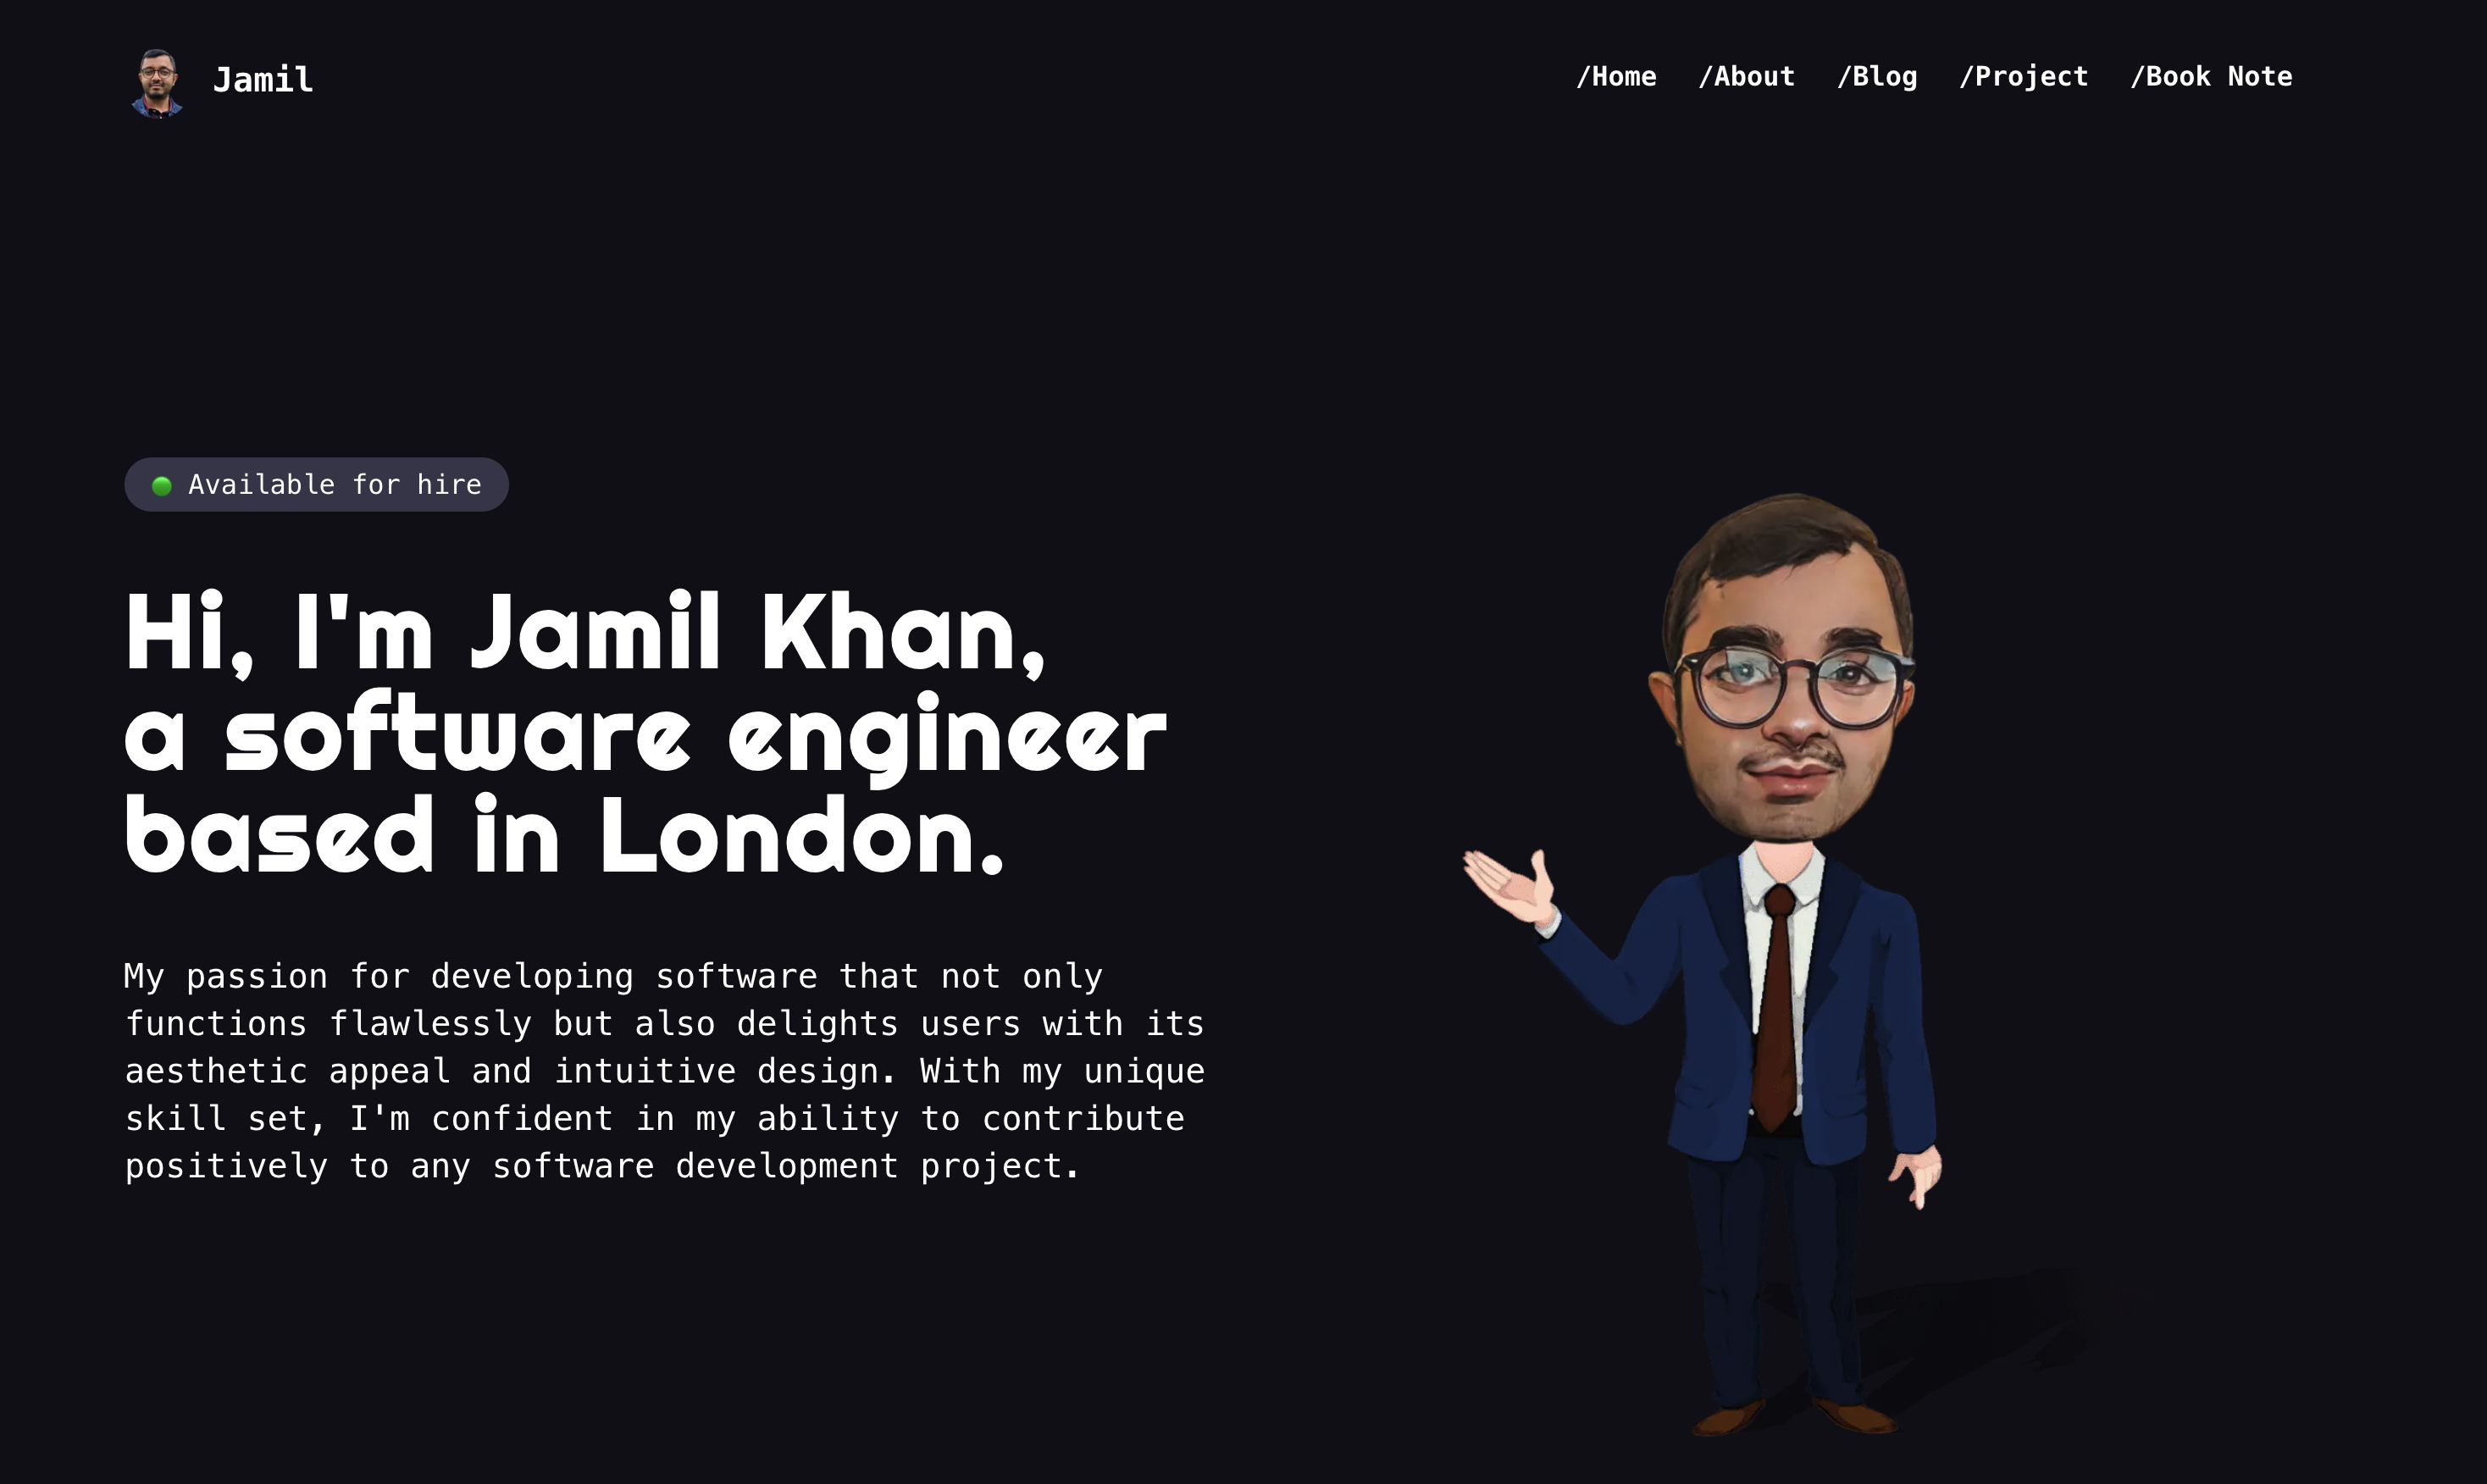 Jamil
/Home /About /Blog /Project /Book Note
Available for hire
Hi, I'm Jamil Khan,
a software engineer
based in London.
My passion for developing software that not only
functions flawlessly but also delights users with its
aesthetic appeal and intuitive design. With my unique
skill set, I'm confident in my ability to contribute
positively to any software development project.